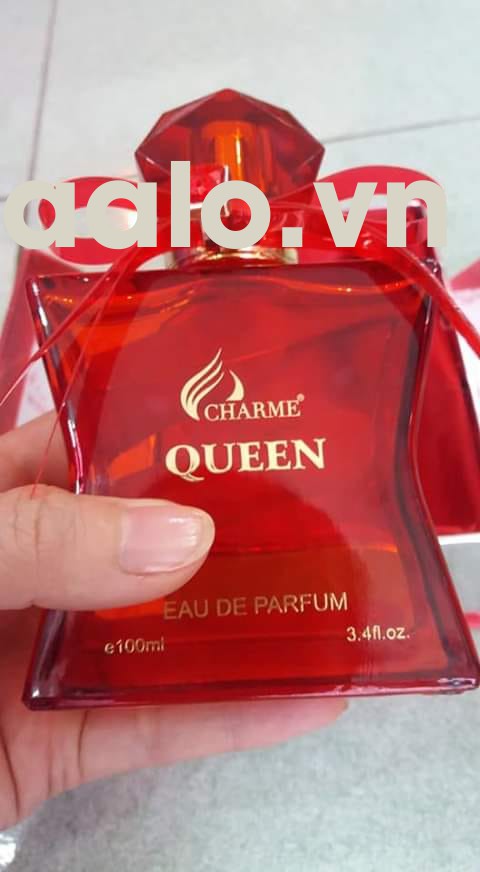 aalo.vn
CHARME®
QUEEN
EAU DE PARFUM
e100ml
3.4fl.oz.